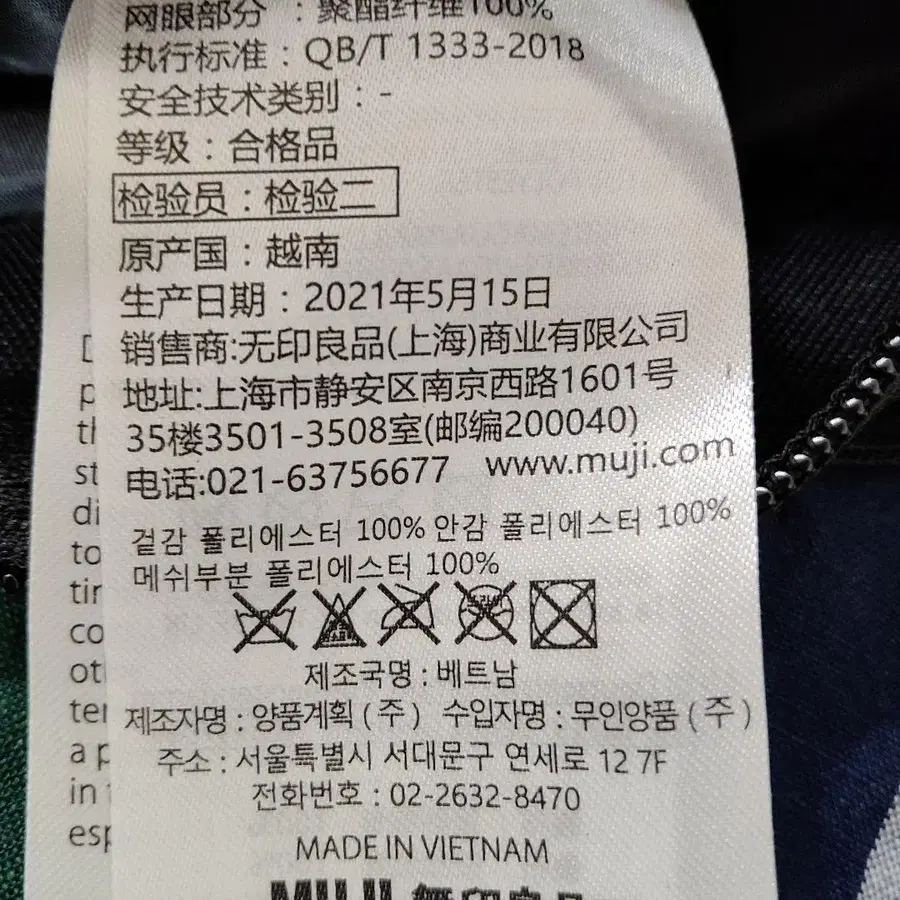 网眼部分 : 聚酯纤维100%
执行标准 : QB/T 1333-2018
安全技术类别 : -
等级 : 合格品
检验员 : 检验二
原产国 : 越南
生产日期 : 2021年5月15日
销售商:无印良品(上海)商业有限公司
地址:上海市静安区南京西路1601号
35楼3501-3508室(邮编200040)
电话:021-63756677 www.muji.com
겉감 폴리에스터 100% 안감 폴리에스터 100%
메쉬부분 폴리에스터 100%
제조국명 : 베트남
제조자명 : 양품계획 (주) 수입자명 : 무인양품 (주)
주소 : 서울특별시 서대문구 연세로 12 7F
전화번호 : 02-2632-8470
MADE IN VIETNAM
MUJI 無印良品